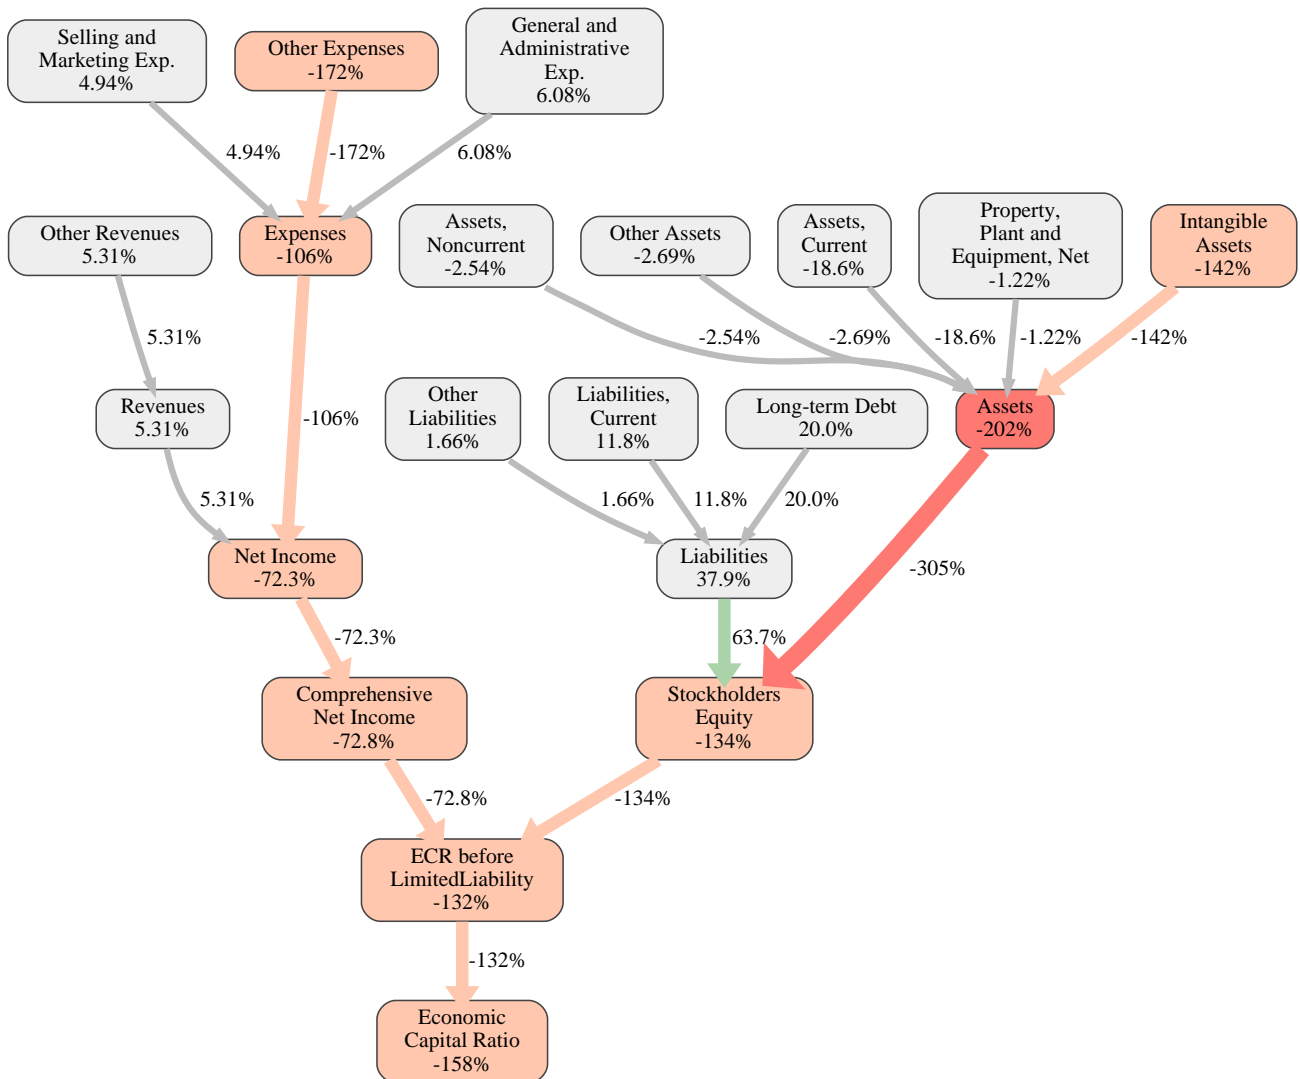 Selling and
Marketing Exp.
4.94%
Other Expenses
-172%
General and
Administrative
Exp.
6.08%
4.94%
-172%
6.08%
Other Revenues
5.31%
Expenses
-106%
Assets,
Noncurrent
-2.54%
Other Assets
-2.69%
Assets,
Current
-18.6%
Property,
Plant and
Equipment, Net
-1.22%
Intangible
Assets
-142%
5.31%
-2.54%
-2.69%
-18.6%
-1.22%
-142%
Revenues
5.31%
-106%
Other
Liabilities
1.66%
Liabilities,
Current
11.8%
Long-term Debt
20.0%
Assets
-202%
5.31%
1.66%
11.8%
20.0%
Net Income
-72.3%
Liabilities
37.9%
-305%
-72.3%
63.7%
Comprehensive
Net Income
-72.8%
Stockholders
Equity
-134%
-72.8%
-134%
ECR before
LimitedLiability
-132%
-132%
Economic
Capital Ratio
-158%